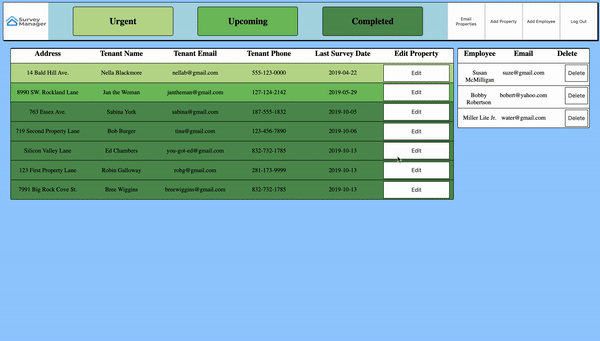 Survey Manager
Urgent Upcoming Completed
Email Properties Add Property Add Employee Log Out
Address Tenant Name Tenant Email Tenant Phone Last Survey Date Edit Property
14 Bald Hill Ave. Nella Blackmore nellab@gmail.com 555-123-0000 2019-04-22 Edit
8990 SW. Rockland Lane Jan the Woman jantheman@gmail.com 127-124-2142 2019-05-29 Edit
763 Essex Ave. Sabina York sabina@gmail.com 187-555-1832 2019-10-05 Edit
719 Second Property Lane Bob Burger tina@gmail.com 123-456-7890 2019-10-06 Edit
Silicon Valley Lane Ed Chambers you-got-ed@gmail.com 832-732-1785 2019-10-13 Edit
123 First Property Lane Robin Galloway robg@gmail.com 281-173-9999 2019-10-13 Edit
7991 Big Rock Cove St. Bree Wiggins breewiggins@gmail.com 832-732-1785 2019-10-13 Edit
Employee Email Delete
Susan McMilligan suze@gmail.com Delete
Bobby Robertson bobert@yahoo.com Delete
Miller Lite Jr. water@gmail.com Delete